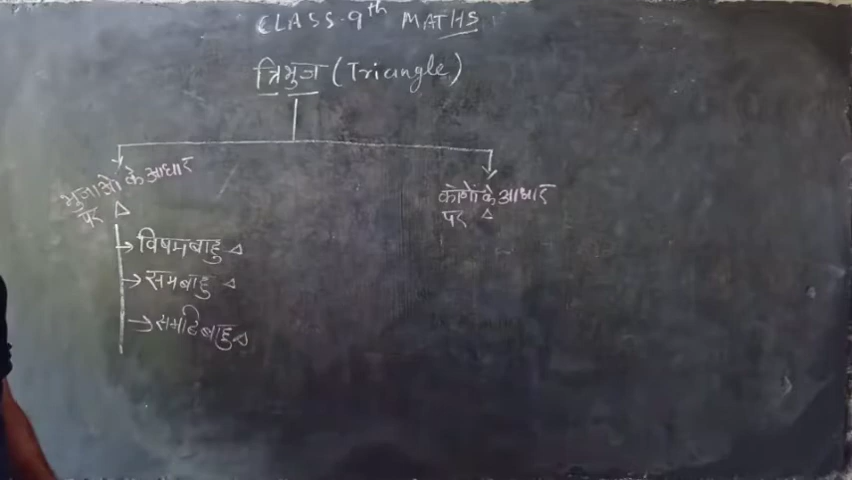 CLASS-9th MATHS
त्रिभुज (Triangle)
भुजाओं के आधार
पर △
कोणों के आधार
पर △
→ विषमबाहु △
→ समबाहु △
→ समद्विबाहु △